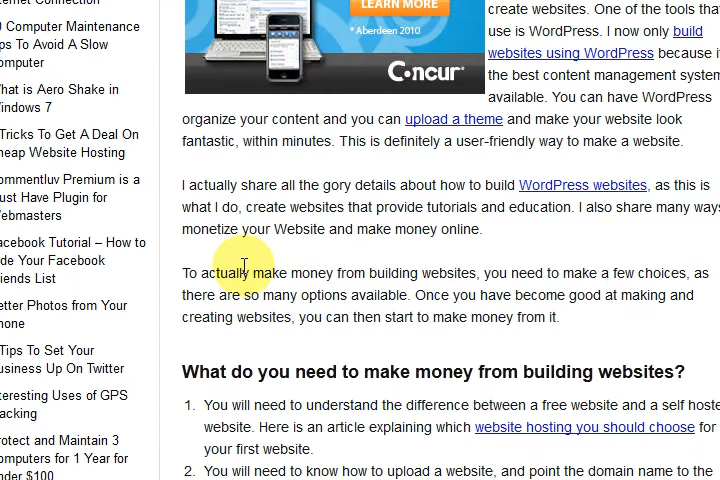 ternet Connection
0 Computer Maintenance
ps To Avoid A Slow
omputer
hat is Aero Shake in
indows 7
Tricks To Get A Deal On
heap Website Hosting
ommentluv Premium is a
ust Have Plugin for
ebmasters
acebook Tutorial – How to
ide Your Facebook
riends List
etter Photos from Your
hone
Tips To Set Your
usiness Up On Twitter
teresting Uses of GPS
acking
rotect and Maintain 3
omputers for 1 Year for
nder $100
LEARN MORE
* Aberdeen 2010
Concur
create websites. One of the tools tha
use is WordPress. I now only build
websites using WordPress because i
the best content management system
available. You can have WordPress
organize your content and you can upload a theme and make your website look
fantastic, within minutes. This is definitely a user-friendly way to make a website.
I actually share all the gory details about how to build WordPress websites, as this is
what I do, create websites that provide tutorials and education. I also share many ways
monetize your Website and make money online.
To actually make money from building websites, you need to make a few choices, as
there are so many options available. Once you have become good at making and
creating websites, you can then start to make money from it.
What do you need to make money from building websites?
1. You will need to understand the difference between a free website and a self hoste
website. Here is an article explaining which website hosting you should choose for
your first website.
2. You will need to know how to upload a website, and point the domain name to the